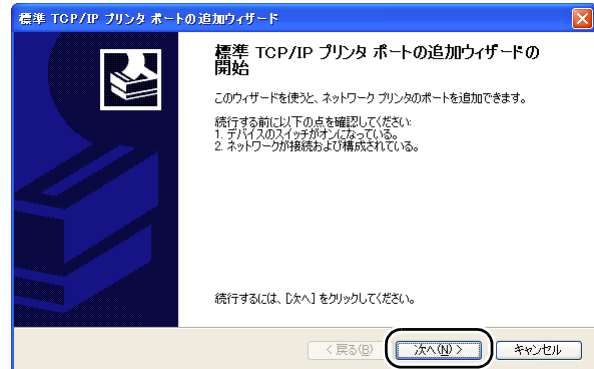 標準 TCP/IP プリンタ ポートの追加ウィザード
標準 TCP/IP プリンタ ポートの追加ウィザードの
開始
このウィザードを使うと、ネットワーク プリンタのポートを追加できます。
続行する前に以下の点を確認してください:
1. デバイスのスイッチがオンになっている。
2. ネットワークが接続および構成されている。
続行するには、[次へ] をクリックしてください。
< 戻る(B) 次へ(N) > キャンセル